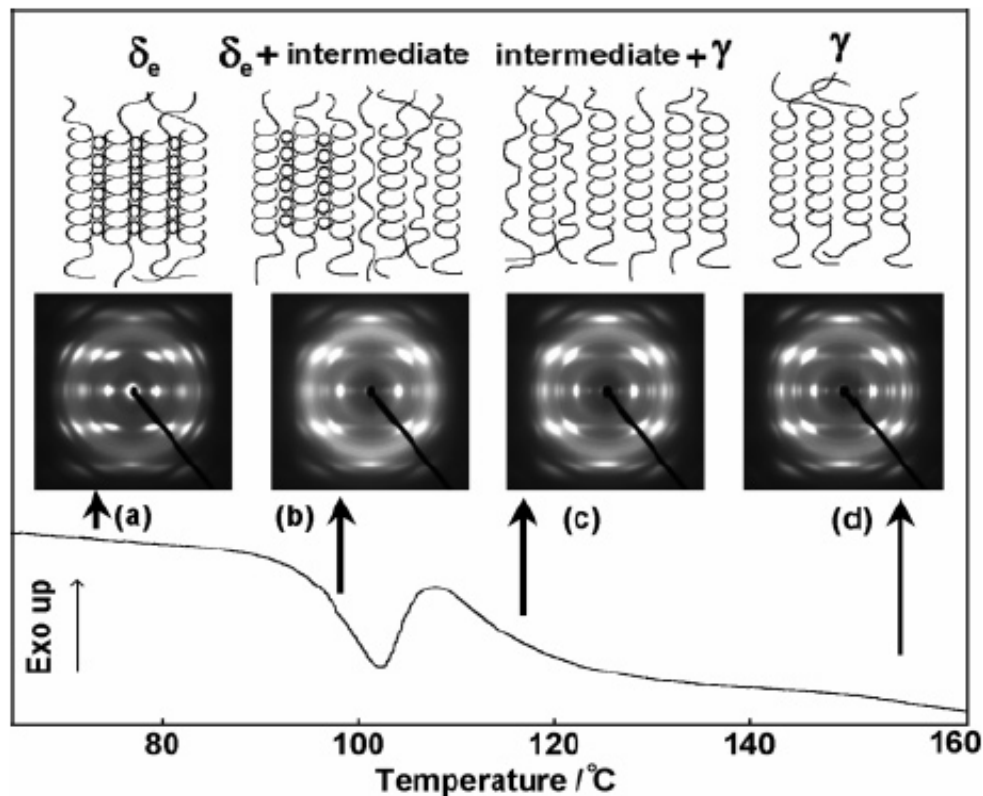 δe δe + intermediate intermediate + γ γ
(a) (b) (c) (d)
Exo up
80 100 120 140 160
Temperature / °C